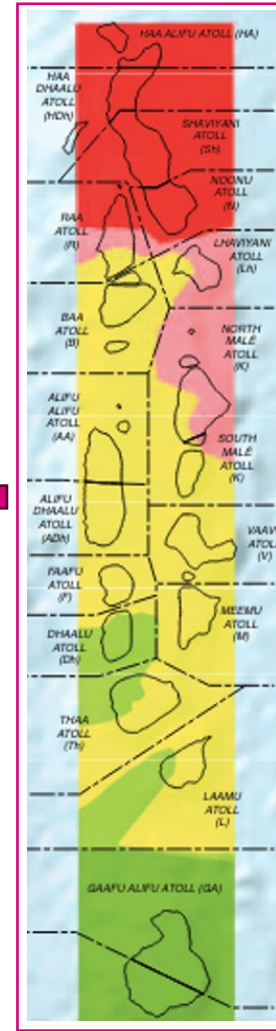 HAA ALIFU ATOLL (HA)
HAA
DHAALU
ATOLL
(HDh)
SHAVIYANI
ATOLL
(Sh)
NOONU
ATOLL
(N)
RAA
ATOLL
(R)
LHAVIYANI
ATOLL
(Lh)
BAA
ATOLL
(B)
NORTH
MALÉ
ATOLL
(K)
ALIFU
ALIFU
ATOLL
(AA)
SOUTH
MALÉ
ATOLL
(K)
ALIFU
DHAALU
ATOLL
(ADh)
VAAV
ATOL
(V)
FAAFU
ATOLL
(F)
MEEMU
ATOLL
(M)
DHAALU
ATOLL
(Dh)
THAA
ATOLL
(Th)
LAAMU
ATOLL
(L)
GAAFU ALIFU ATOLL (GA)